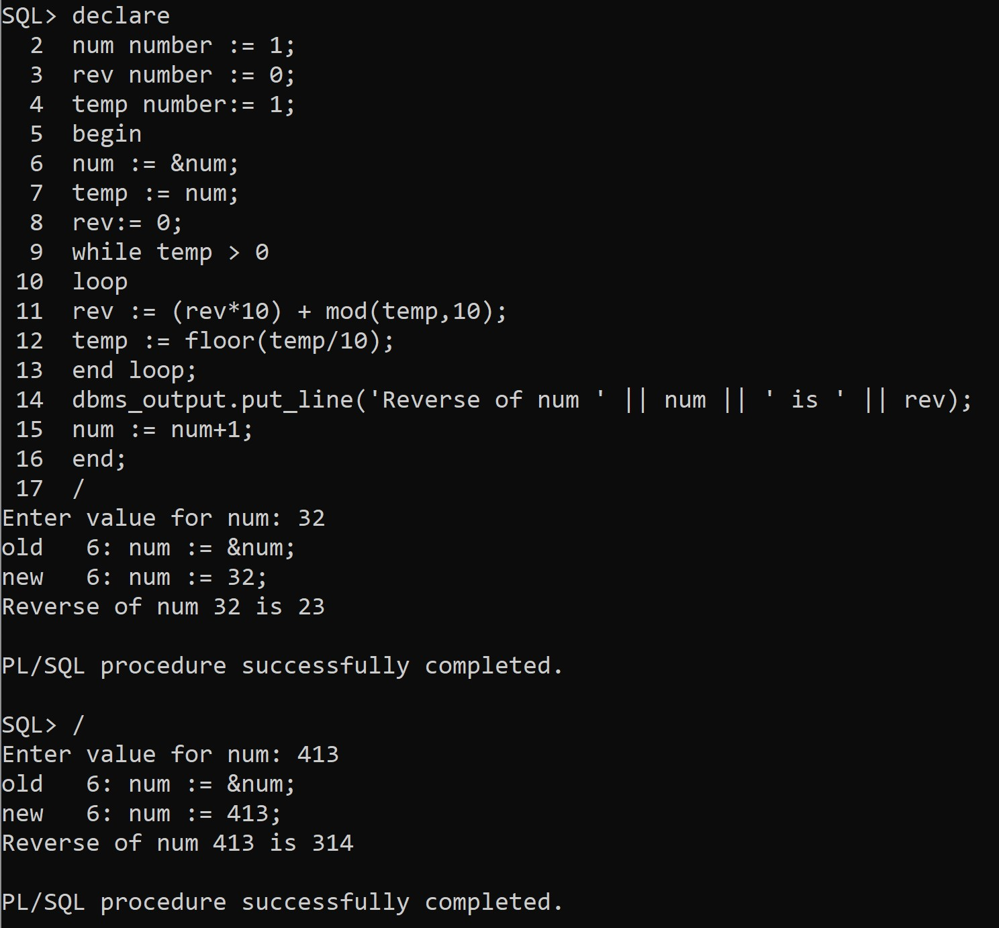 SQL> declare
  2  num number := 1;
  3  rev number := 0;
  4  temp number:= 1;
  5  begin
  6  num := &num;
  7  temp := num;
  8  rev:= 0;
  9  while temp > 0
 10  loop
 11  rev := (rev*10) + mod(temp,10);
 12  temp := floor(temp/10);
 13  end loop;
 14  dbms_output.put_line('Reverse of num ' || num || ' is ' || rev);
 15  num := num+1;
 16  end;
 17  /
Enter value for num: 32
old   6: num := &num;
new   6: num := 32;
Reverse of num 32 is 23

PL/SQL procedure successfully completed.

SQL> /
Enter value for num: 413
old   6: num := &num;
new   6: num := 413;
Reverse of num 413 is 314

PL/SQL procedure successfully completed.